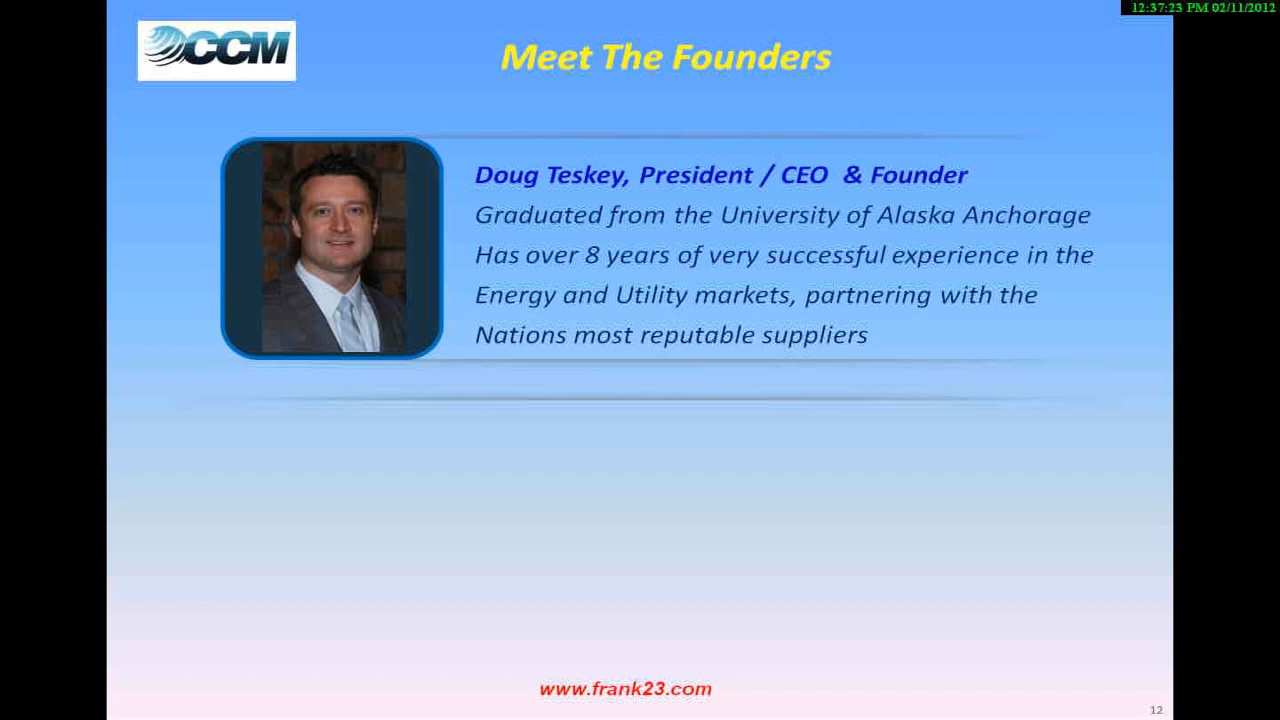 12:37:23 PM 02/11/2012
CCM
Meet The Founders
Doug Teskey, President / CEO & Founder
Graduated from the University of Alaska Anchorage
Has over 8 years of very successful experience in the
Energy and Utility markets, partnering with the
Nations most reputable suppliers
www.frank23.com
12